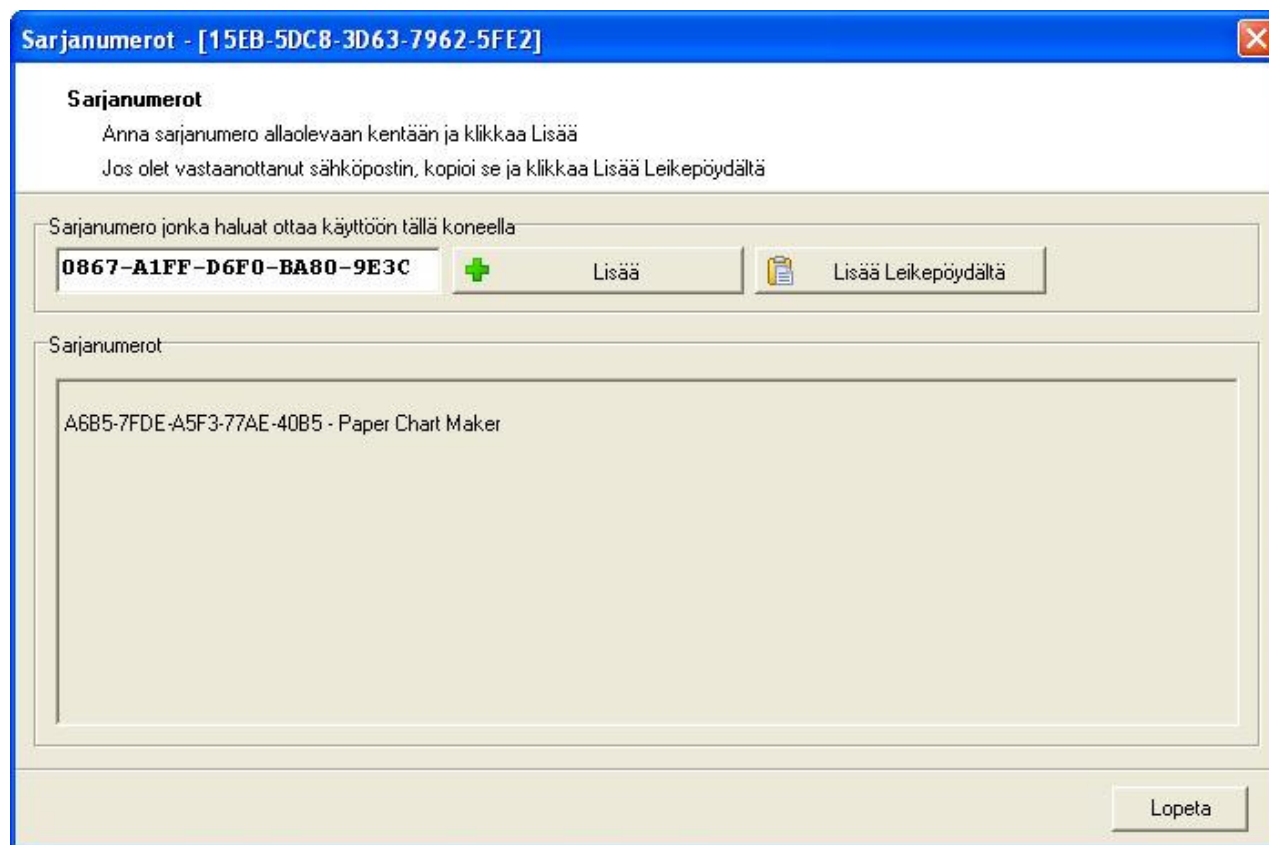 Sarjanumerot - [15EB-5DC8-3D63-7962-5FE2]
Sarjanumerot
Anna sarjanumero allaolevaan kentään ja klikkaa Lisää
Jos olet vastaanottanut sähköpostin, kopioi se ja klikkaa Lisää Leikepöydältä
Sarjanumero jonka haluat ottaa käyttöön tällä koneella
0867-A1FF-D6F0-BA80-9E3C Lisää Lisää Leikepöydältä
Sarjanumerot
A6B5-7FDE-A5F3-77AE-40B5 - Paper Chart Maker
Lopeta